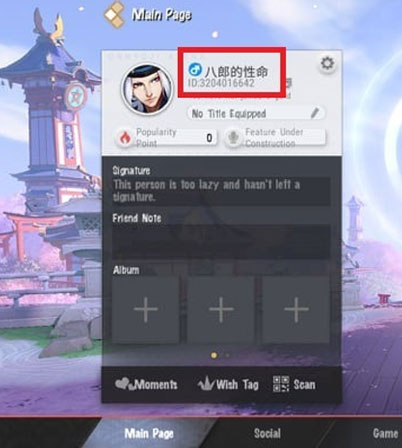 Main Page
八郎的性命
ID:3204016642
No Title Equipped
Popularity
Point
0
Feature Under
Construction
Signature
This person is too lazy and hasn't left a
signature.
Friend Note
Album
Moments
Wish Tag
Scan
Main Page
Social
Game